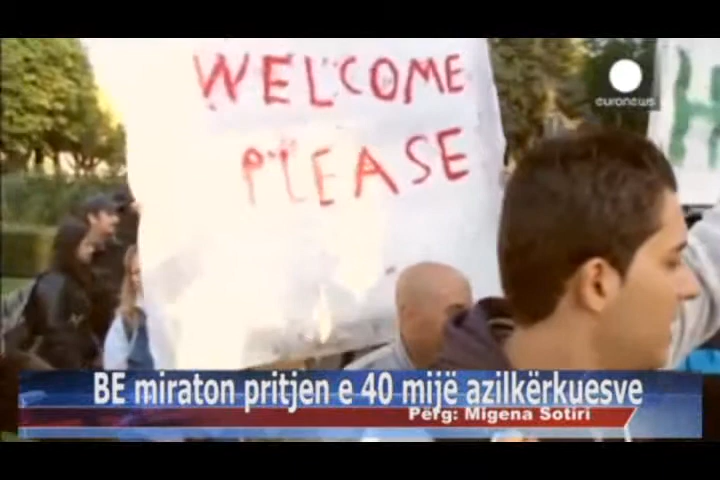 WELCOME
PLEASE
euronews
H
BE miraton pritjen e 40 mijë azilkërkuesve
Përg: Migena Sotiri